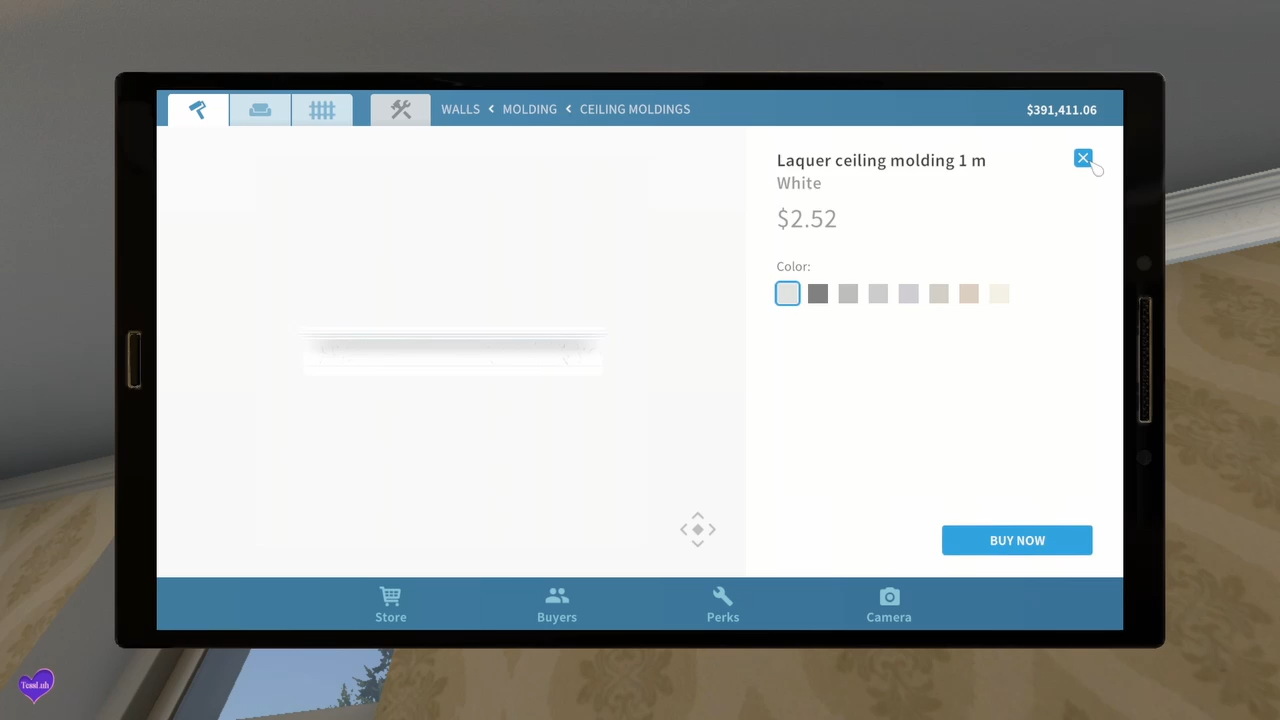 WALLS < MOLDING < CEILING MOLDINGS
$391,411.06
Laquer ceiling molding 1 m
White
$2.52
Color:
BUY NOW
Store Buyers Perks Camera
TessLuh